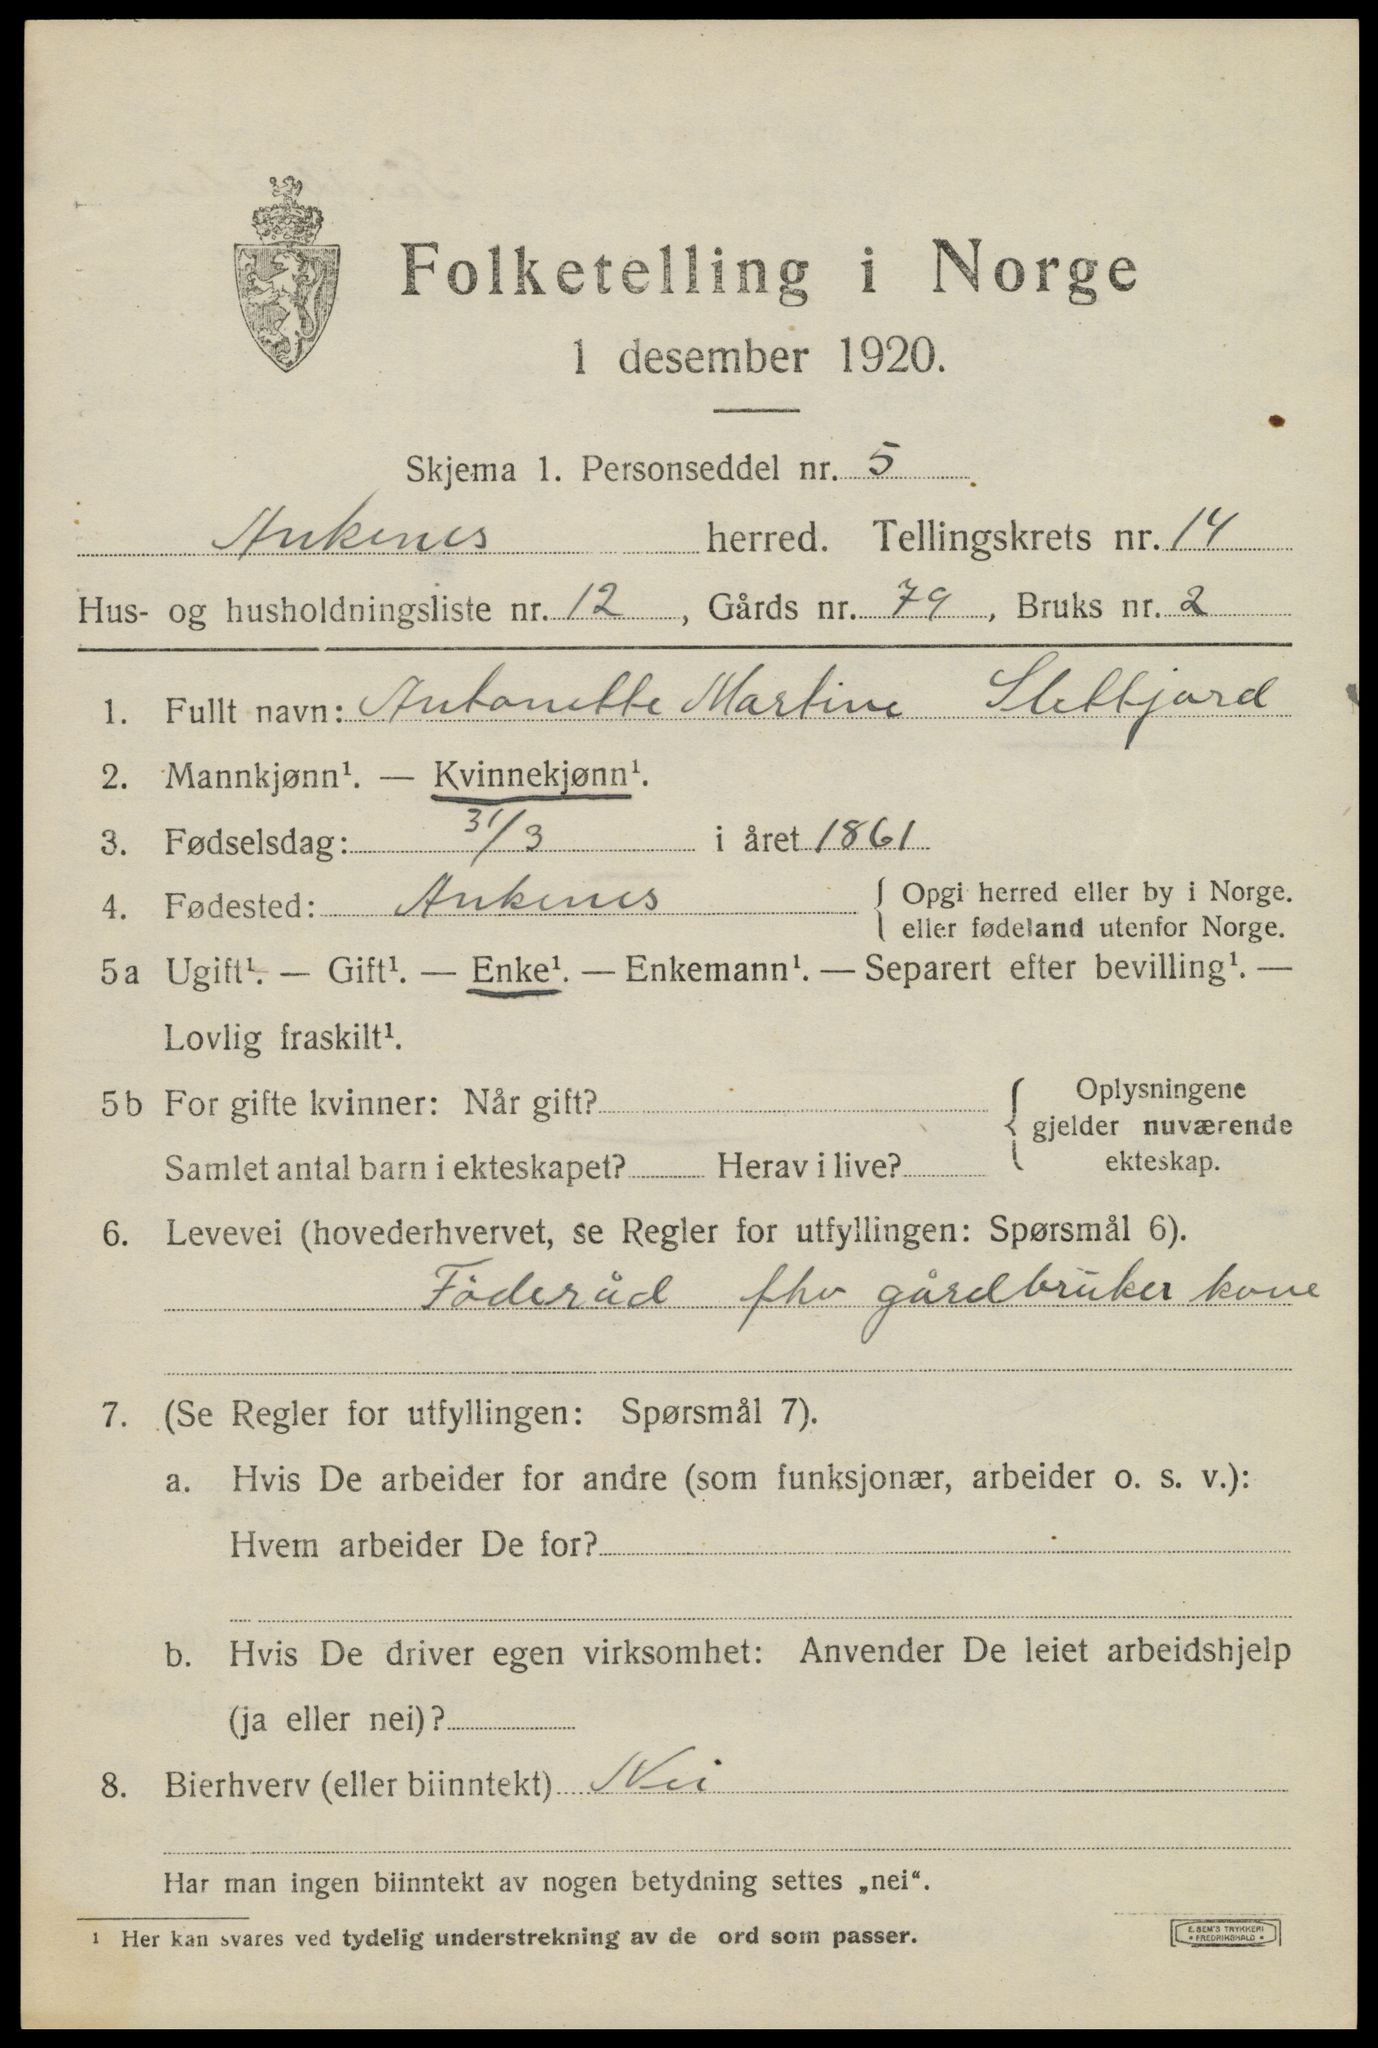 Folketelling i Norge
1 desember 1920.
Skjema 1. Personseddel nr. 5
Ankenes herred. Tellingskrets nr. 14
Hus- og husholdningsliste nr. 12, Gårds nr. 79, Bruks nr. 2
1. Fullt navn: Antonette Martine Slettjord
2. Mannkjønn¹. — Kvinnekjønn¹.
3. Fødselsdag: 31/3 i året 1861
4. Fødested: Ankenes { Opgi herred eller by i Norge.
eller fødeland utenfor Norge.
5a Ugift¹. — Gift¹. — Enke¹. — Enkemann¹. — Separert efter bevilling¹. —
Lovlig fraskilt¹.
5b For gifte kvinner: Når gift? { Oplysningene
gjelder nuværende
Samlet antal barn i ekteskapet? Herav i live? ekteskap.
6. Levevei (hovederhvervet, se Regler for utfyllingen: Spørsmål 6).
Föderåd fhv gårdbruker kone
7. (Se Regler for utfyllingen: Spørsmål 7).
a. Hvis De arbeider for andre (som funksjonær, arbeider o. s. v.):
Hvem arbeider De for?
b. Hvis De driver egen virksomhet: Anvender De leiet arbeidshjelp
(ja eller nei)?
8. Bierhverv (eller biinntekt) Nei
Har man ingen biinntekt av nogen betydning settes „nei“.
¹ Her kan svares ved tydelig understrekning av de ord som passer.
E. SEM'S TRYKKERI
• FREDRIKSHALD •